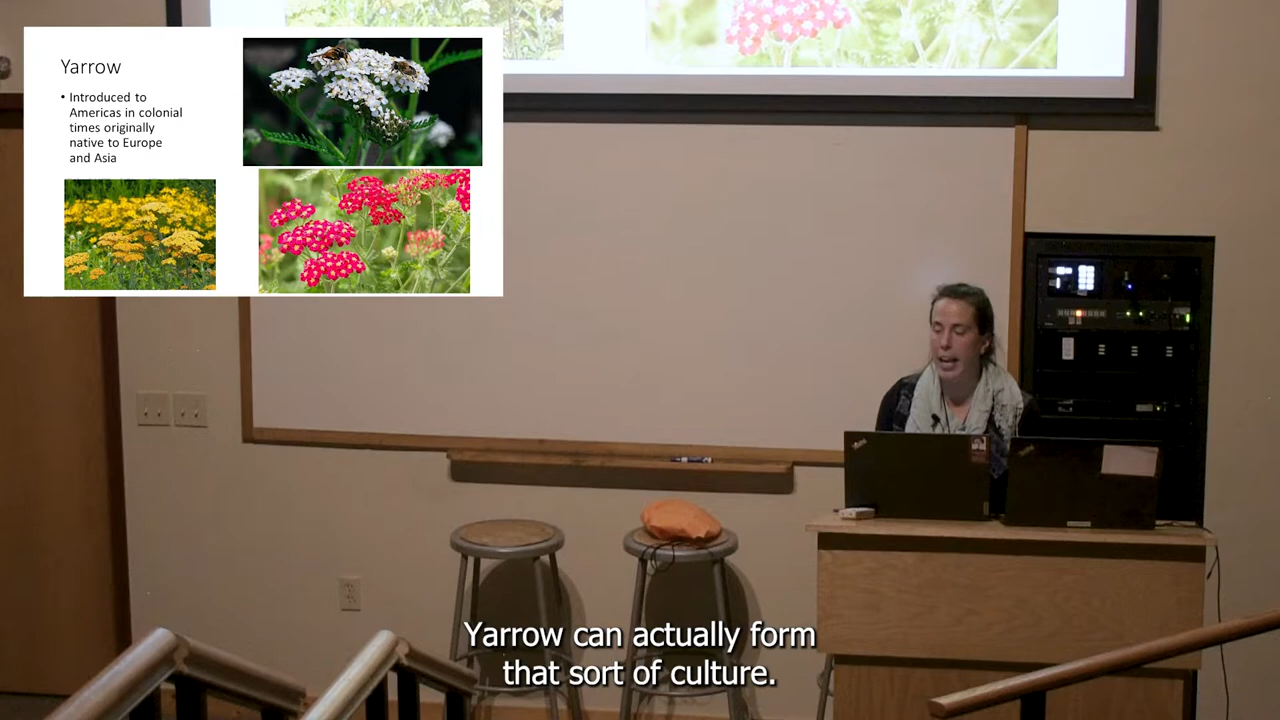 Yarrow
• Introduced to
Americas in colonial
times originally
native to Europe
and Asia
Yarrow can actually form
that sort of culture.